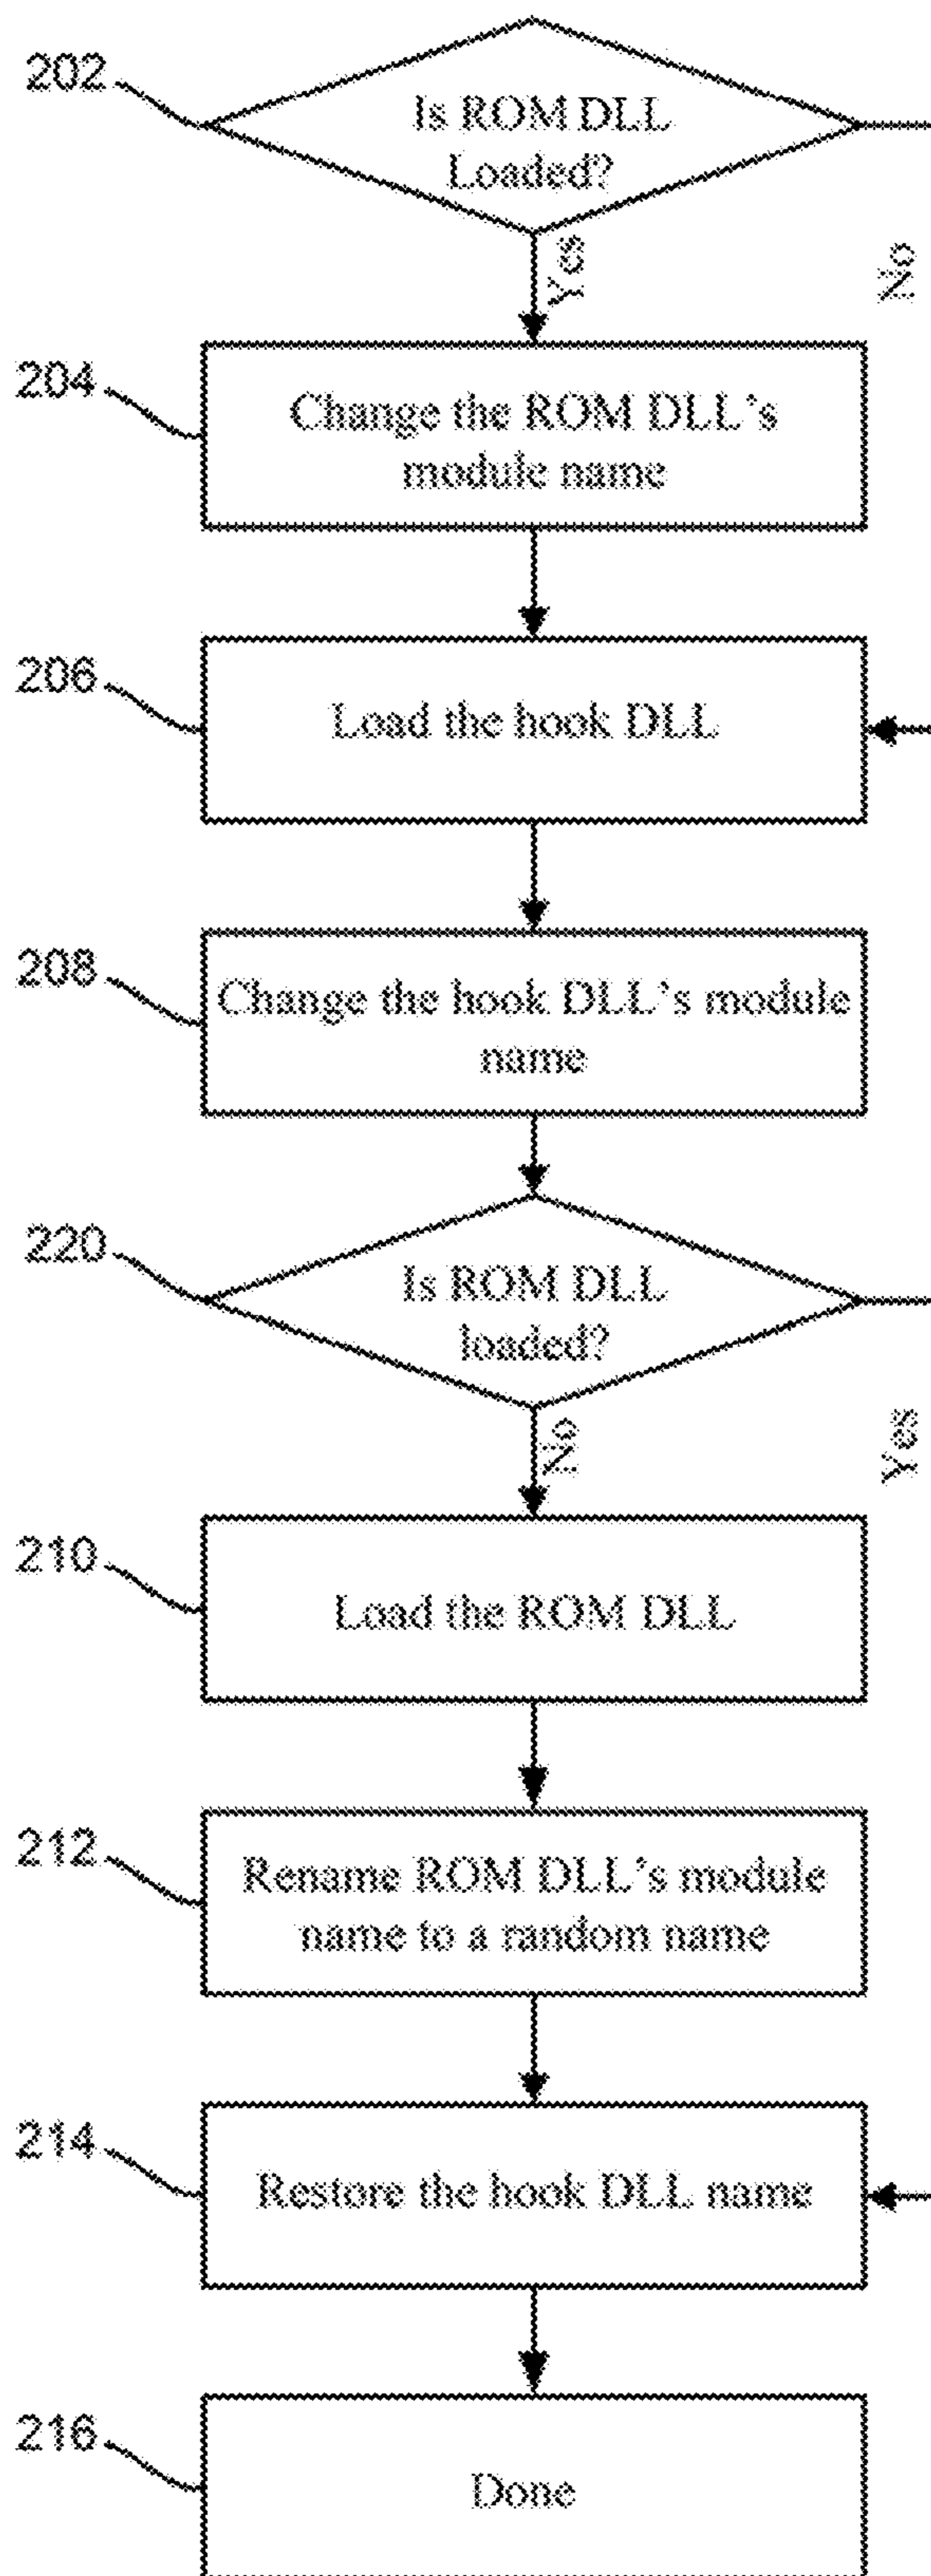 202
Is ROM DLL
Loaded?
Yes
No
204
Change the ROM DLL's
module name
206
Load the hook DLL
208
Change the hook DLL's module
name
220
Is ROM DLL
loaded?
No
Yes
210
Load the ROM DLL
212
Rename ROM DLL's module
name to a random name
214
Restore the hook DLL name
216
Done